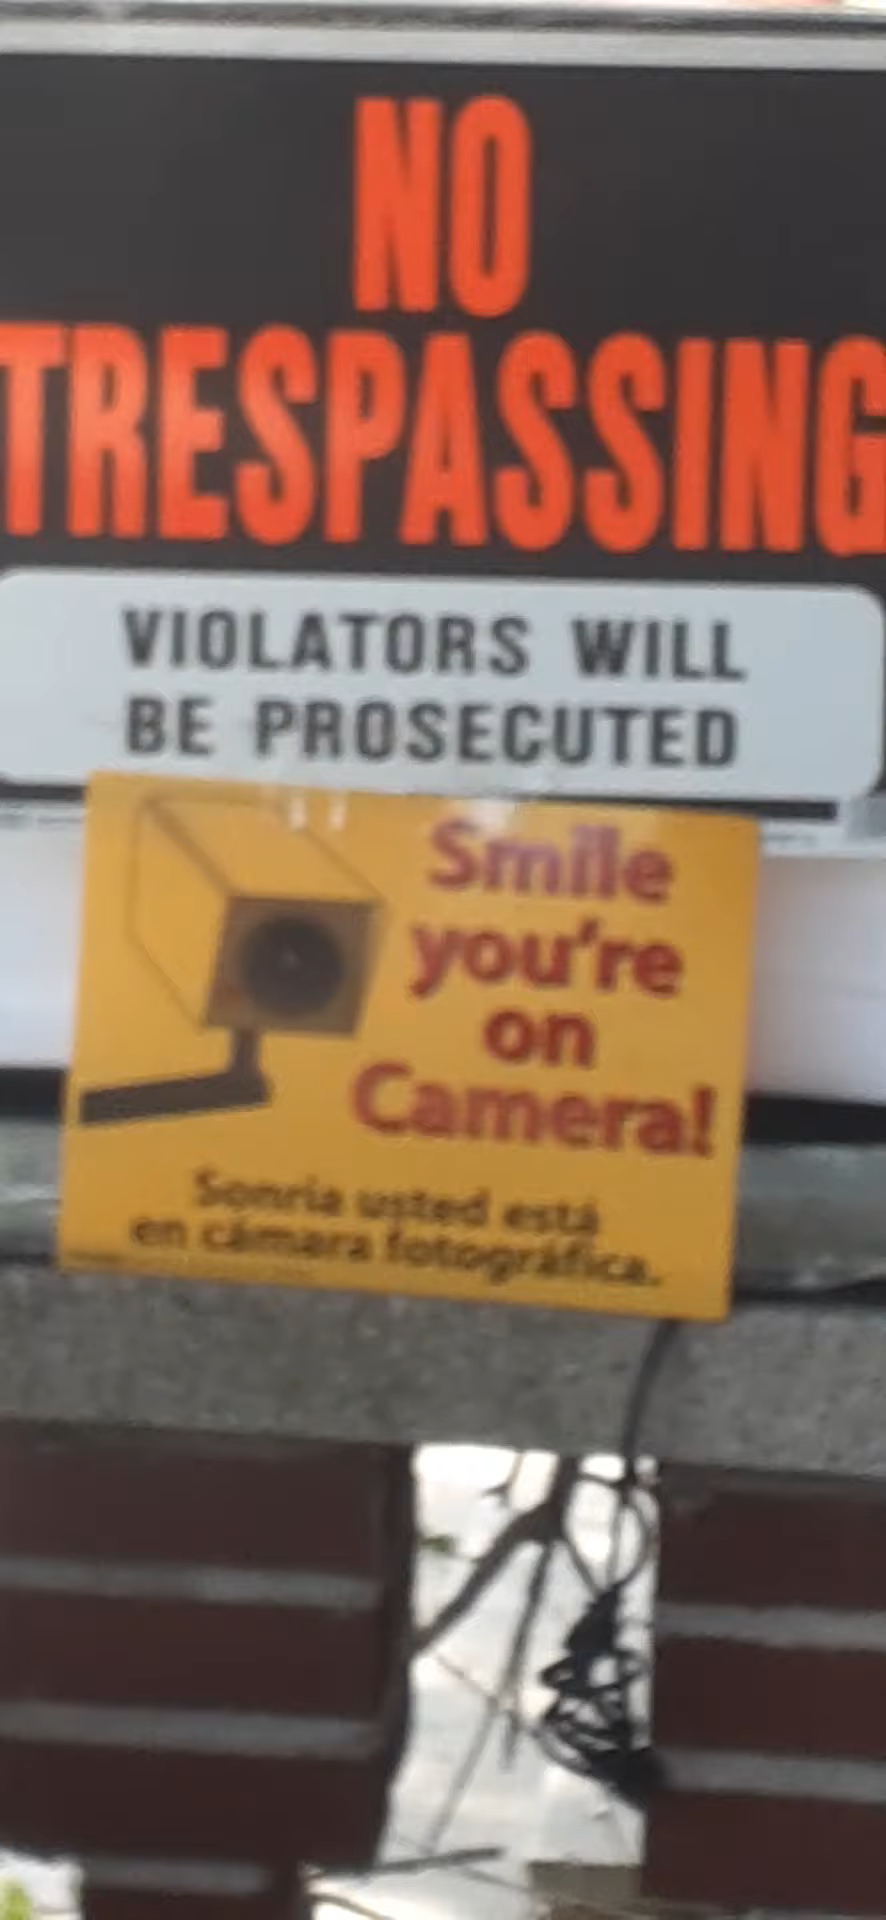 NO
TRESPASSING
VIOLATORS WILL
BE PROSECUTED
Smile
you're
on
Camera!
Sonría usted está
en cámara fotográfica.